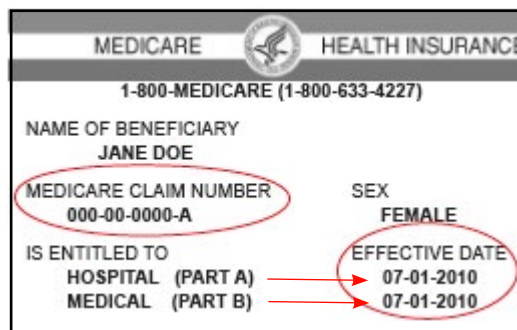 MEDICARE HEALTH INSURANCE
1-800-MEDICARE (1-800-633-4227)
NAME OF BENEFICIARY
JANE DOE
MEDICARE CLAIM NUMBER SEX
000-00-0000-A FEMALE
IS ENTITLED TO EFFECTIVE DATE
HOSPITAL (PART A) 07-01-2010
MEDICAL (PART B) 07-01-2010